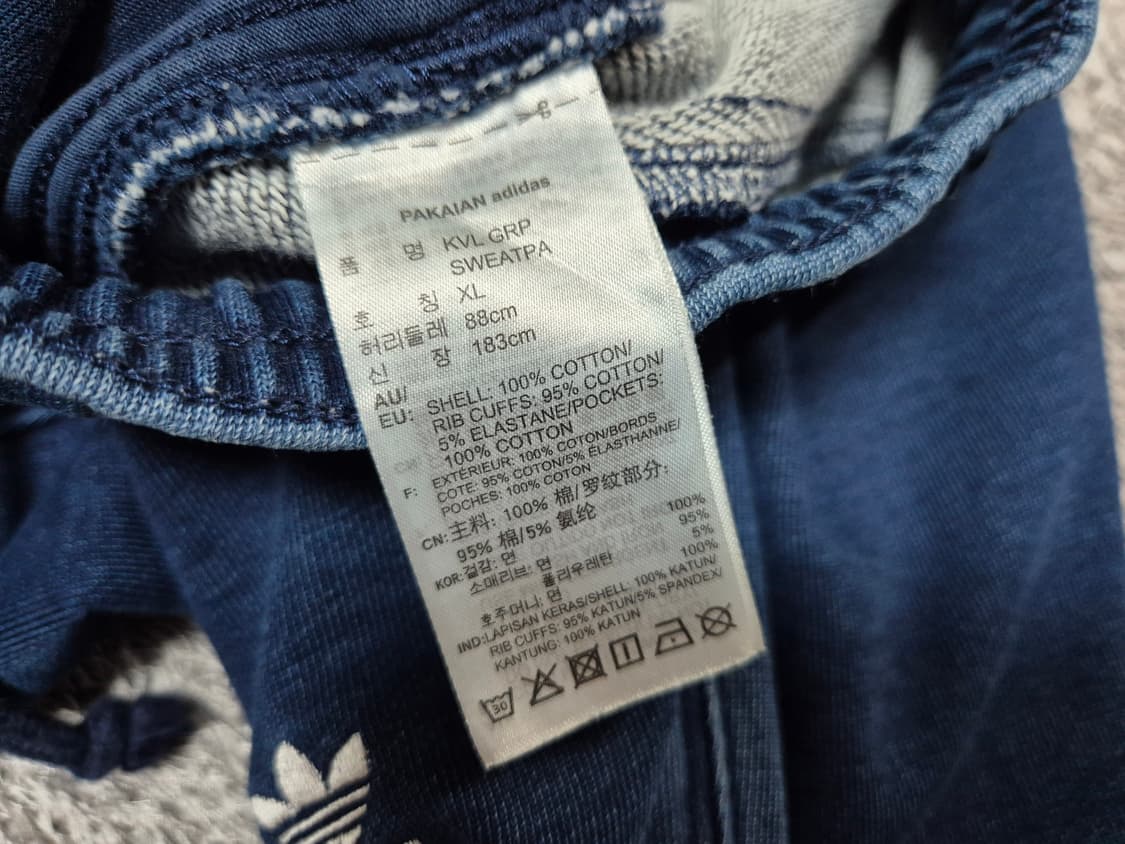 PAKAIAN adidas
품 명 KVL GRP
SWEATPA
호 칭 XL
허리둘레 88cm
신 장 183cm
AU/
EU: SHELL: 100% COTTON/
RIB CUFFS: 95% COTTON/
5% ELASTANE/POCKETS:
100% COTTON
F: EXTÉRIEUR: 100% COTON/BORDS
COTE: 95% COTON/5% ÉLASTHANNE/
POCHES: 100% COTON
CN: 主料: 100% 棉/罗纹部分:
95% 棉/5% 氨纶
KOR: 겉감: 면 100%
소매리브: 면 95%
폴리우레탄 5%
호주머니: 면 100%
IND: LAPISAN KERAS/SHELL: 100% KATUN/
RIB CUFFS: 95% KATUN/5% SPANDEX/
KANTUNG: 100% KATUN
30